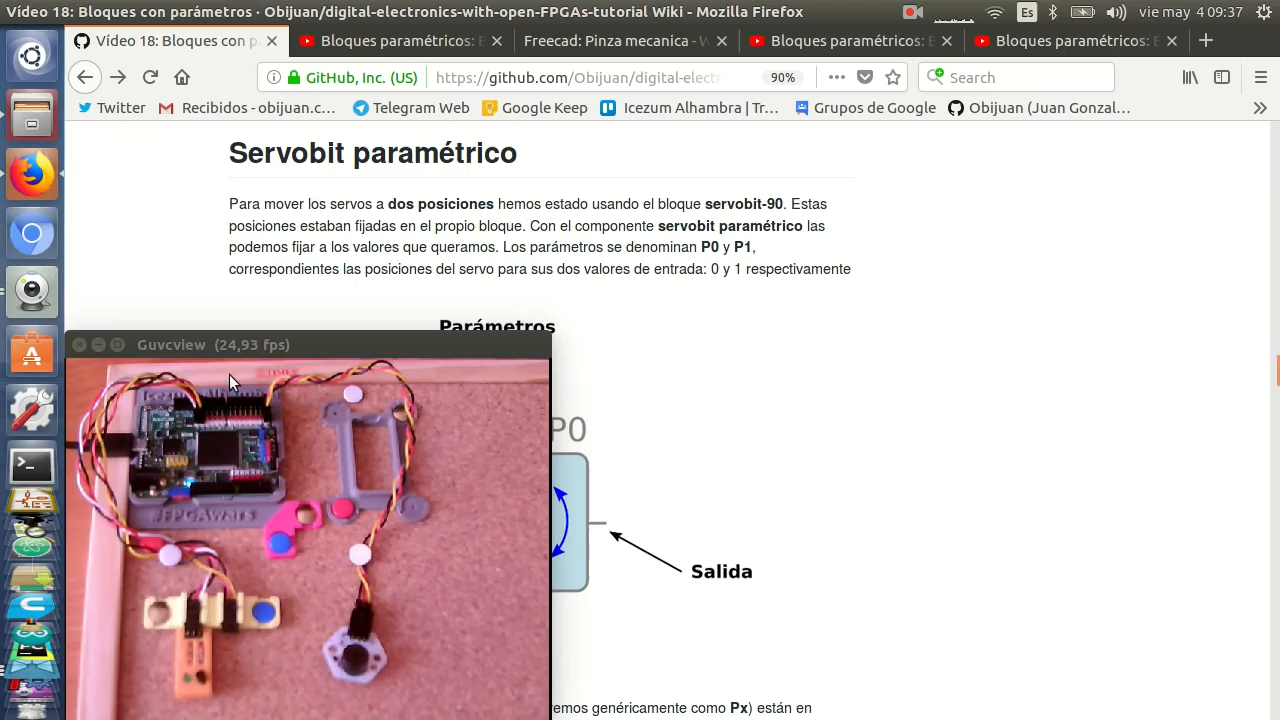 Vídeo 18: Bloques con parámetros · Obijuan/digital-electronics-with-open-FPGAs-tutorial Wiki - Mozilla Firefox
Es
vie may 4 09:37
Vídeo 18: Bloques con p
Bloques paramétricos: E
Freecad: Pinza mecanica - W
Bloques paramétricos: E
Bloques paramétricos: E
GitHub, Inc. (US)
https://github.com/Obijuan/digital-electr
90%
Search
Twitter
Recibidos - obijuan.c…
Telegram Web
Google Keep
Icezum Alhambra | Tr…
Grupos de Google
Obijuan (Juan Gonzal…
Servobit paramétrico
Para mover los servos a dos posiciones hemos estado usando el bloque servobit-90. Estas
posiciones estaban fijadas en el propio bloque. Con el componente servobit paramétrico las
podemos fijar a los valores que queramos. Los parámetros se denominan P0 y P1,
correspondientes las posiciones del servo para sus dos valores de entrada: 0 y 1 respectivamente
Parámetros
Guvcview (24,93 fps)
P0
#FPGAwars
Salida
emos genéricamente como Px) están en